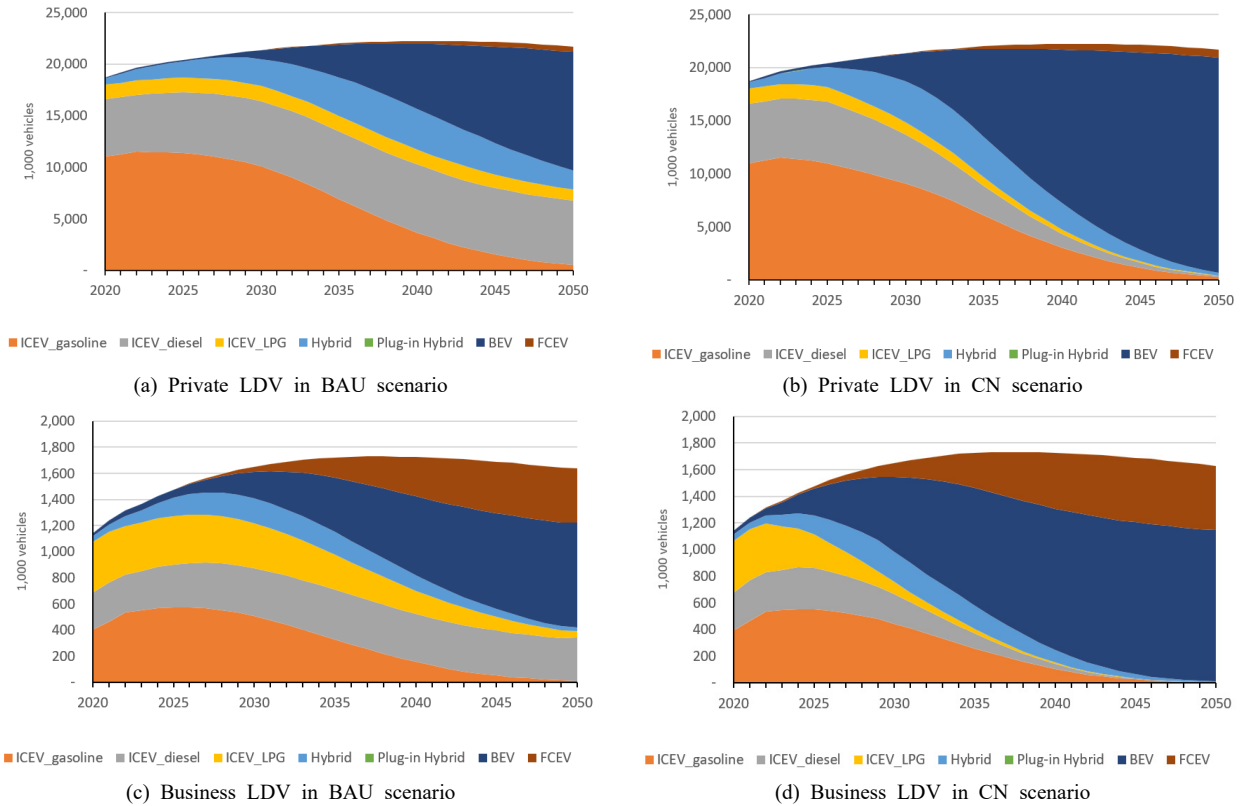 25,000
20,000
15,000
10,000
5,000
-
1,000 vehicles
2020 2025 2030 2035 2040 2045 2050
ICEV_gasoline ICEV_diesel ICEV_LPG Hybrid Plug-in Hybrid BEV FCEV
(a) Private LDV in BAU scenario
25,000
20,000
15,000
10,000
5,000
-
1,000 vehicles
2020 2025 2030 2035 2040 2045 2050
ICEV_gasoline ICEV_diesel ICEV_LPG Hybrid Plug-in Hybrid BEV FCEV
(b) Private LDV in CN scenario
2,000
1,800
1,600
1,400
1,200
1,000
800
600
400
200
-
1,000 vehicles
2020 2025 2030 2035 2040 2045 2050
ICEV_gasoline ICEV_diesel ICEV_LPG Hybrid Plug-in Hybrid BEV FCEV
(c) Business LDV in BAU scenario
2,000
1,800
1,600
1,400
1,200
1,000
800
600
400
200
-
1,000 vehicles
2020 2025 2030 2035 2040 2045 2050
ICEV_gasoline ICEV_diesel ICEV_LPG Hybrid Plug-in Hybrid BEV FCEV
(d) Business LDV in CN scenario